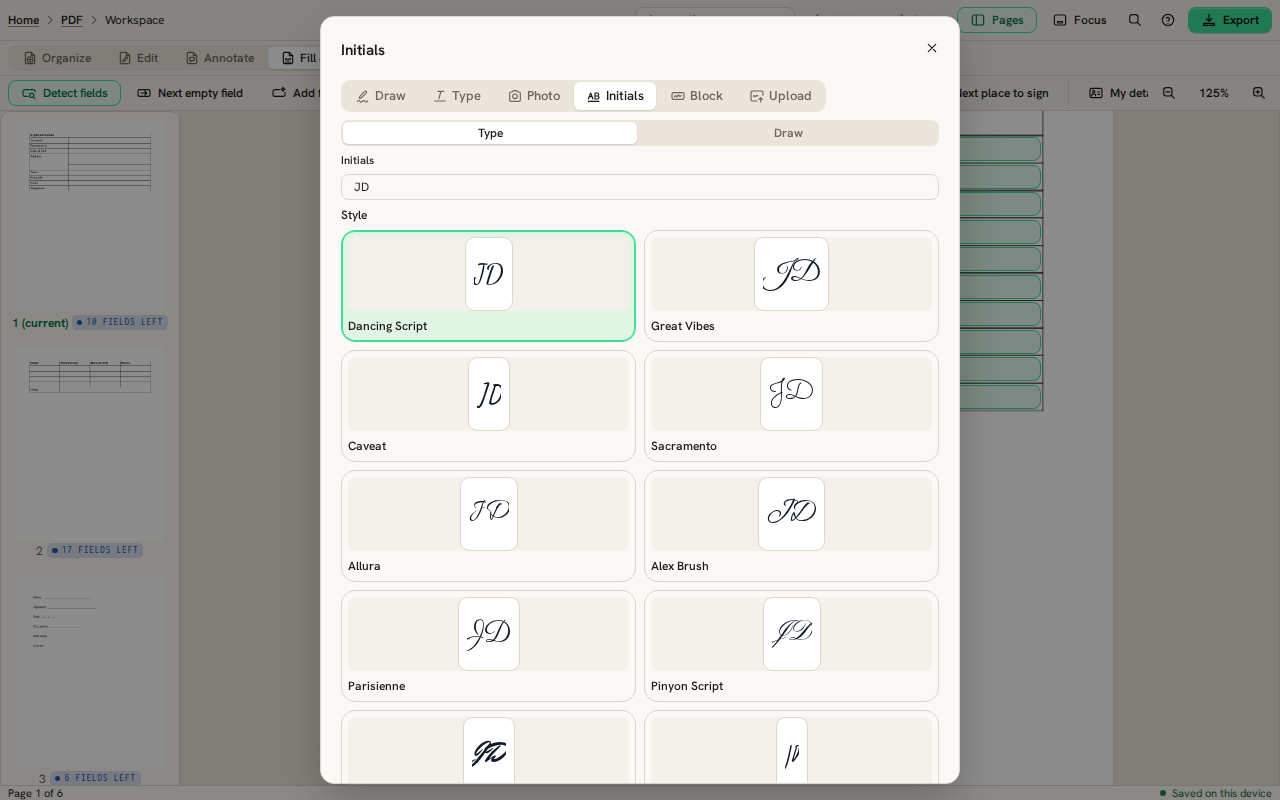 Home > PDF > Workspace
Pages
Focus
Export
Organize
Edit
Annotate
Fill
Detect fields
Next empty field
Add f
ext place to sign
My deta
125%
Initials
Draw
Type
Photo
Initials
Block
Upload
Type
Draw
Initials
JD
Style
JD
Dancing Script
JD
Great Vibes
JD
Caveat
JD
Sacramento
JD
Allura
JD
Alex Brush
JD
Parisienne
JD
Pinyon Script
JD
JD
1 (current)
10 FIELDS LEFT
2
17 FIELDS LEFT
3
6 FIELDS LEFT
Page 1 of 6
Saved on this device